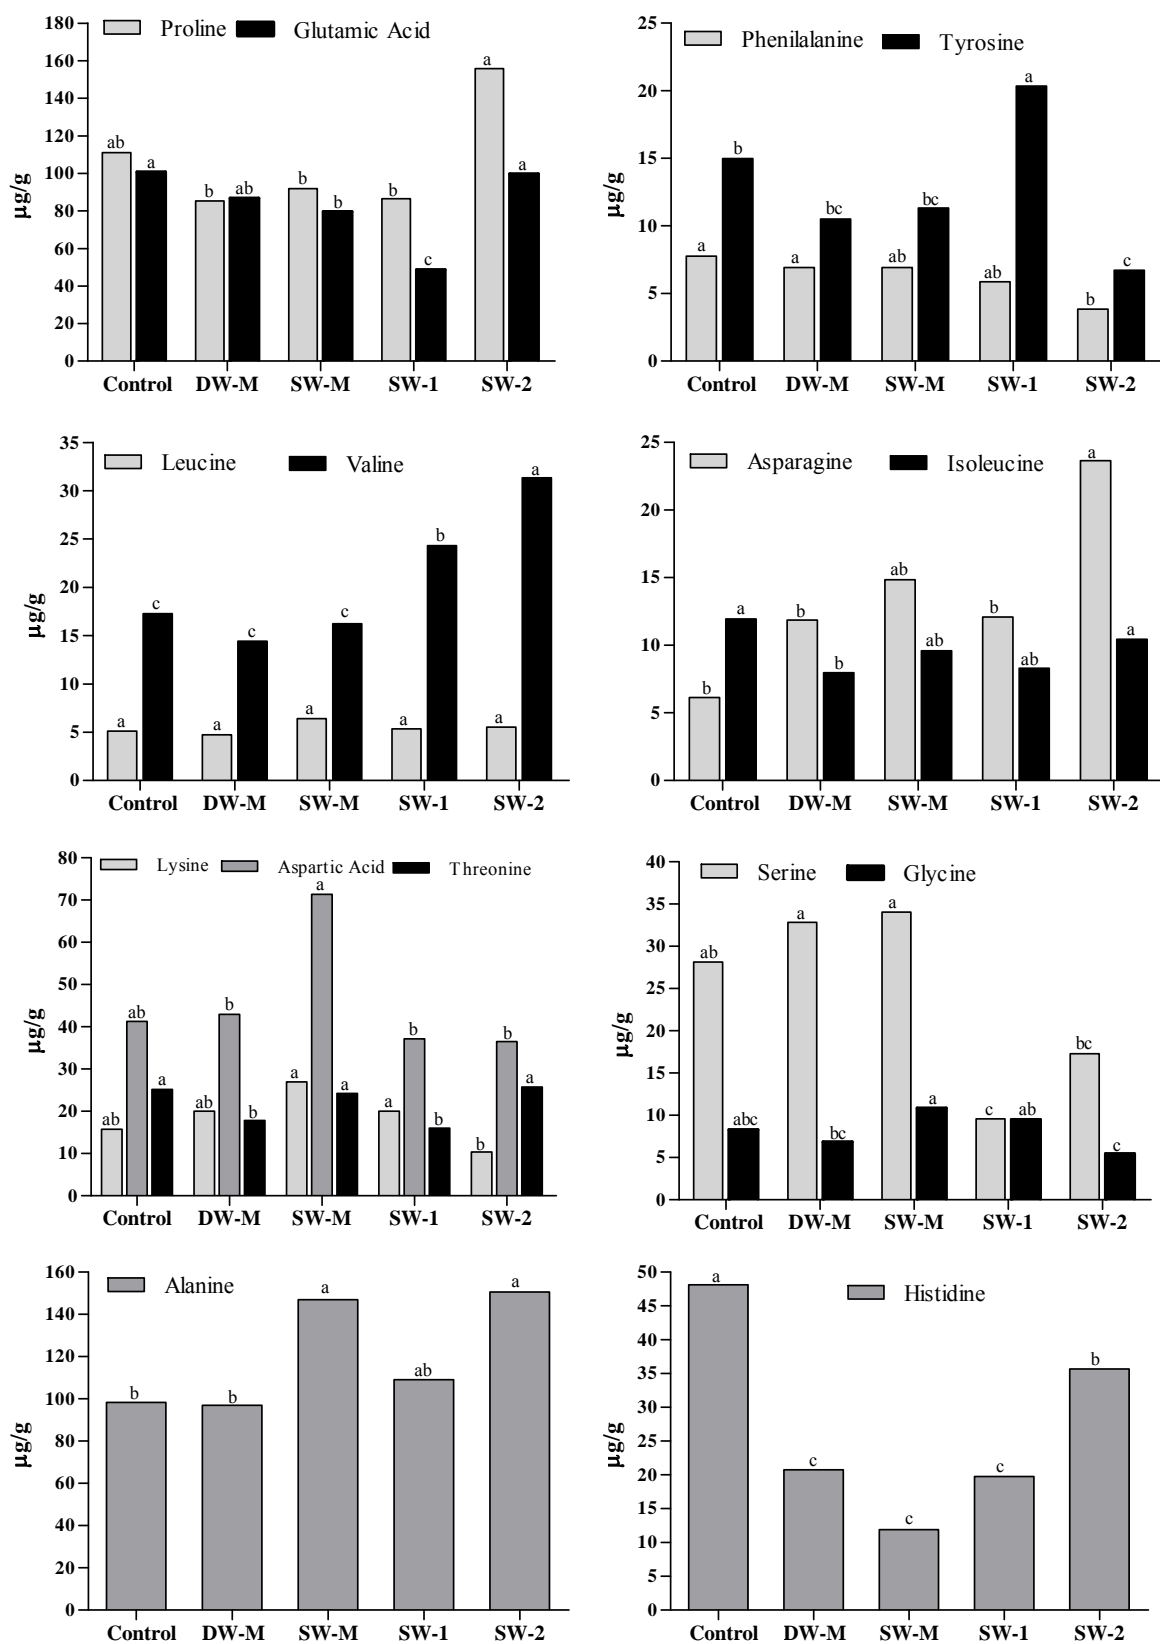 Proline Glutamic Acid
180
160
140
120
100
80
60
40
20
0
µg/g
ab a b ab b b b c a a
Control DW-M SW-M SW-1 SW-2
Phenilalanine Tyrosine
25
20
15
10
5
0
a b a bc ab bc ab a b c
Control DW-M SW-M SW-1 SW-2
Leucine Valine
35
30
25
20
15
10
5
0
µg/g
a c a c a c a b a a
Control DW-M SW-M SW-1 SW-2
Asparagine Isoleucine
25
20
15
10
5
0
b a b b ab ab b ab a a
Control DW-M SW-M SW-1 SW-2
Lysine Aspartic Acid Threonine
80
70
60
50
40
30
20
10
0
µg/g
ab ab a ab b b a a a a b b b b a
Control DW-M SW-M SW-1 SW-2
Serine Glycine
40
35
30
25
20
15
10
5
0
µg/g
ab abc a bc a a c ab bc c
Control DW-M SW-M SW-1 SW-2
Alanine
160
140
120
100
80
60
40
20
0
µg/g
b b a ab a
Control DW-M SW-M SW-1 SW-2
Histidine
50
45
40
35
30
25
20
15
10
5
0
µg/g
a c c c b
Control DW-M SW-M SW-1 SW-2